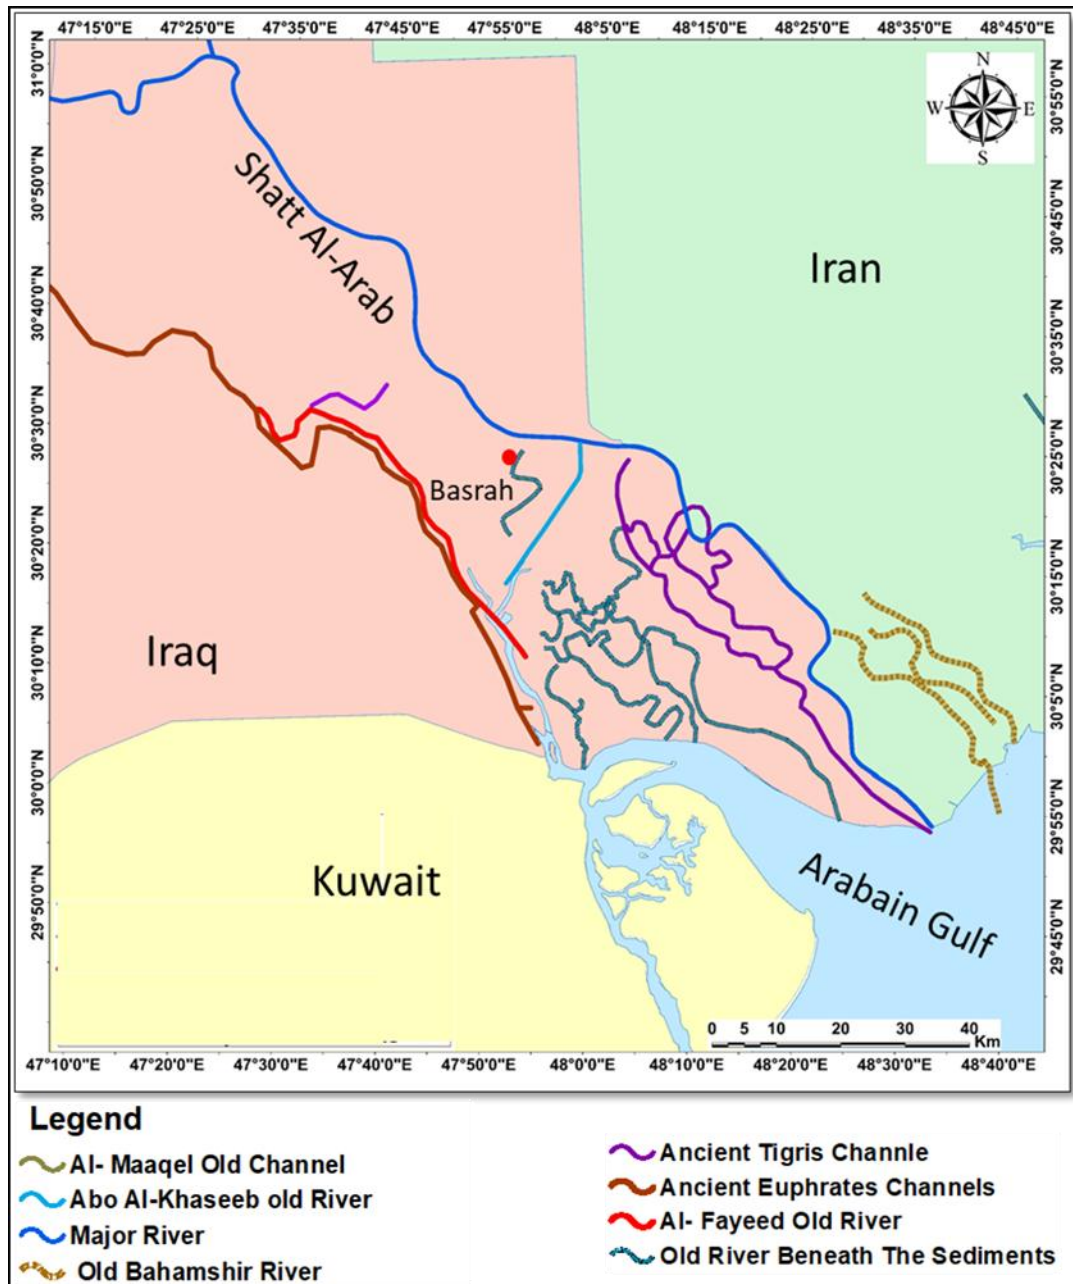 47°15'0"E 47°25'0"E 47°35'0"E 47°45'0"E 47°55'0"E 48°5'0"E 48°15'0"E 48°25'0"E 48°35'0"E 48°45'0"E
31°0'0"N
30°50'0"N
30°40'0"N
30°30'0"N
30°20'0"N
30°10'0"N
30°0'0"N
29°50'0"N
N
W E
S
Shatt Al-Arab
Iran
Basrah
Iraq
Kuwait
Arabain Gulf
30°55'0"N
30°45'0"N
30°35'0"N
30°25'0"N
30°15'0"N
30°5'0"N
29°55'0"N
29°45'0"N
0 5 10 20 30 40
Km
47°10'0"E 47°20'0"E 47°30'0"E 47°40'0"E 47°50'0"E 48°0'0"E 48°10'0"E 48°20'0"E 48°30'0"E 48°40'0"E
Legend
Al- Maaqel Old Channel
Abo Al-Khaseeb old River
Major River
Old Bahamshir River
Ancient Tigris Channle
Ancient Euphrates Channels
Al- Fayeed Old River
Old River Beneath The Sediments